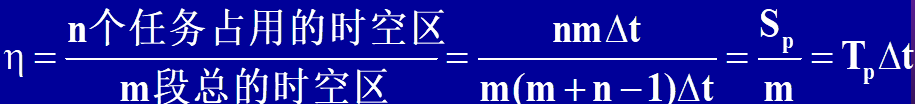 η = n个任务占用的时空区 / m段总的时空区 = nmΔt / m(m + n − 1)Δt = Sp / m = TpΔt